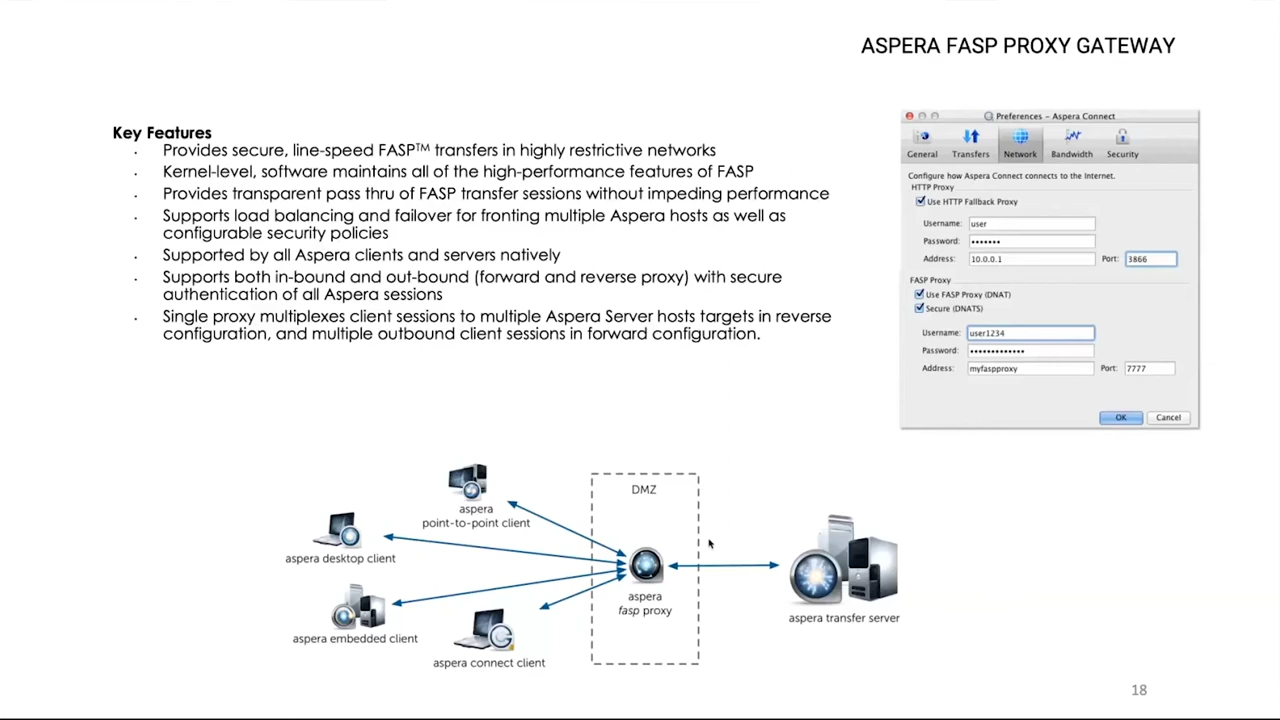 ASPERA FASP PROXY GATEWAY
Key Features
· Provides secure, line-speed FASP™ transfers in highly restrictive networks
· Kernel-level, software maintains all of the high-performance features of FASP
· Provides transparent pass thru of FASP transfer sessions without impeding performance
· Supports load balancing and failover for fronting multiple Aspera hosts as well as
configurable security policies
· Supported by all Aspera clients and servers natively
· Supports both in-bound and out-bound (forward and reverse proxy) with secure
authentication of all Aspera sessions
· Single proxy multiplexes client sessions to multiple Aspera Server hosts targets in reverse
configuration, and multiple outbound client sessions in forward configuration.
Preferences – Aspera Connect
General Transfers Network Bandwidth Security
Configure how Aspera Connect connects to the Internet.
HTTP Proxy
Use HTTP Fallback Proxy
Username: user
Password: •••••••
Address: 10.0.0.1 Port: 3866
FASP Proxy
Use FASP Proxy (DNAT)
Secure (DNATS)
Username: user1234
Password: •••••••••••••
Address: myfaspproxy Port: 7777
OK Cancel
DMZ
aspera
point-to-point client
aspera desktop client
aspera embedded client
aspera connect client
aspera
fasp proxy
aspera transfer server
18